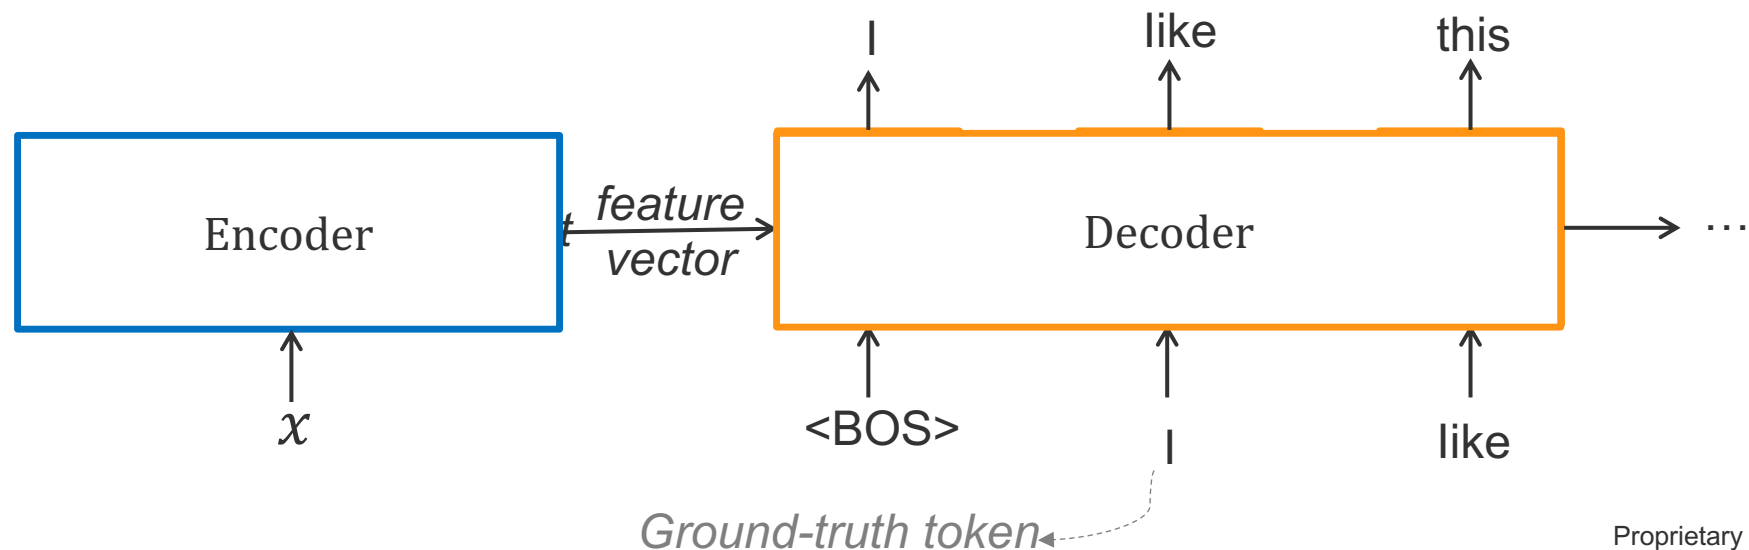 I like this
Encoder
t feature
vector
Decoder
...
x
<BOS> I like
Ground-truth token
Proprietary